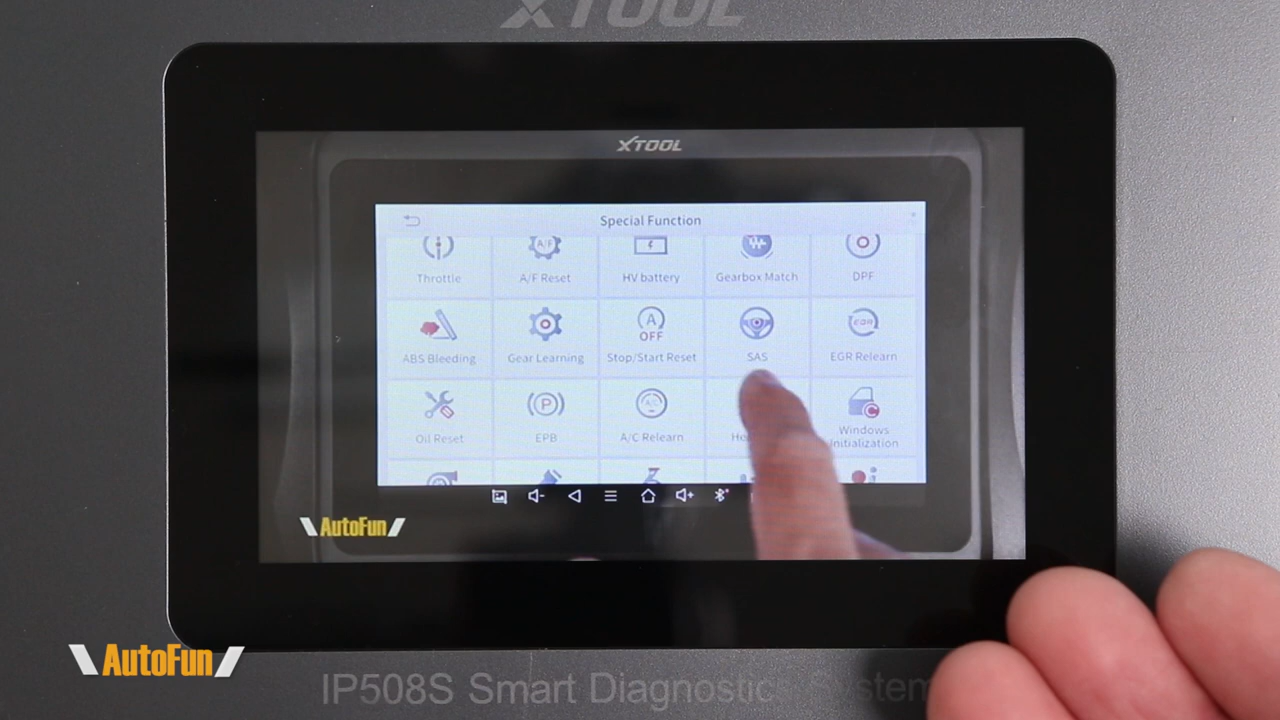 XTOOL
XTOOL
Special Function
Throttle
A/F
A/F Reset
HV battery
Gearbox Match
DPF
ABS Bleeding
Gear Learning
A
OFF
Stop/Start Reset
SAS
EGR
EGR Relearn
Oil Reset
P
EPB
A/C
A/C Relearn
Windows
Initialization
AutoFun
AutoFun
IP508S Smart Diagnostic System